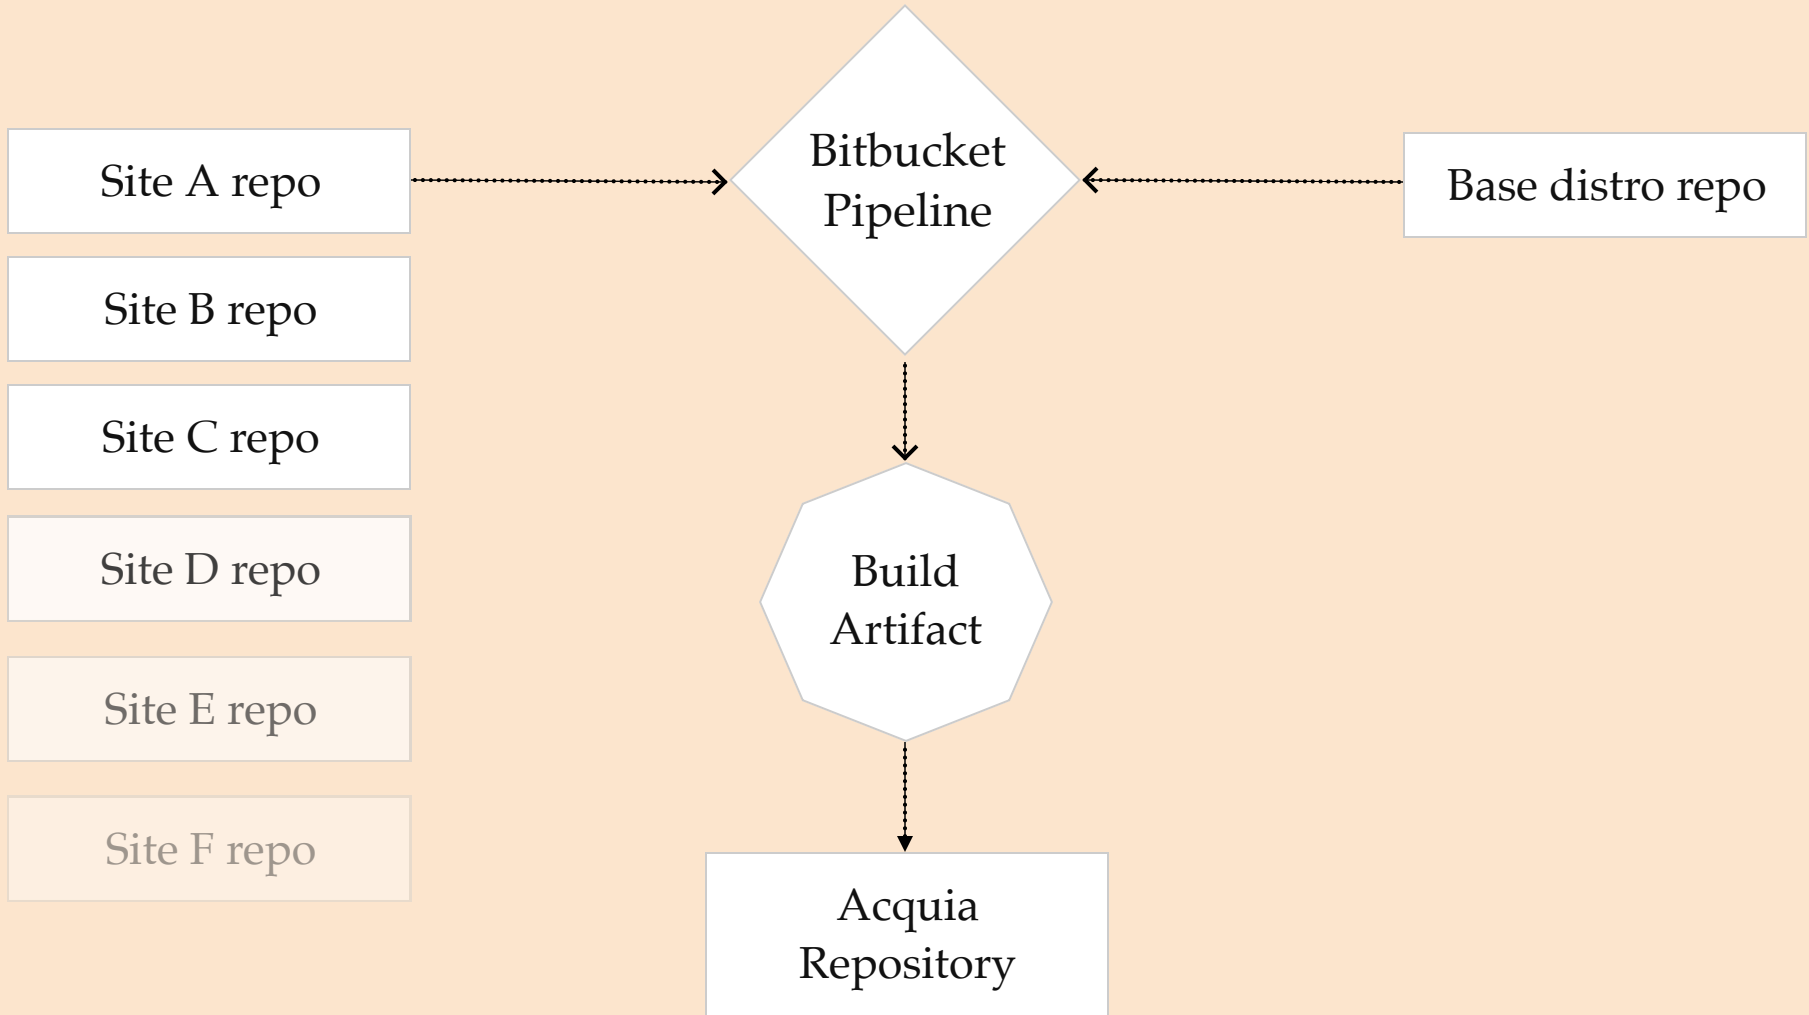 Bitbucket
Pipeline
Site A repo
Base distro repo
Site B repo
Site C repo
Site D repo
Build
Artifact
Site E repo
Site F repo
Acquia
Repository